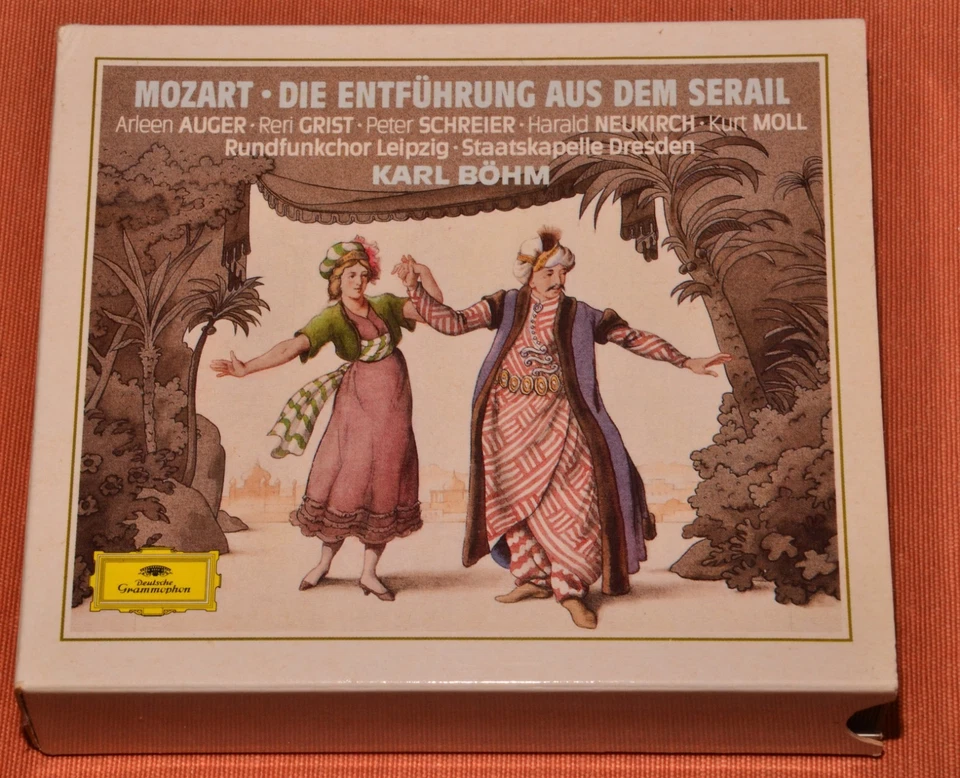 MOZART · DIE ENTFÜHRUNG AUS DEM SERAIL
Arleen AUGER · Reri GRIST · Peter SCHREIER · Harald NEUKIRCH · Kurt MOLL
Rundfunkchor Leipzig · Staatskapelle Dresden
KARL BÖHM
Deutsche
Grammophon